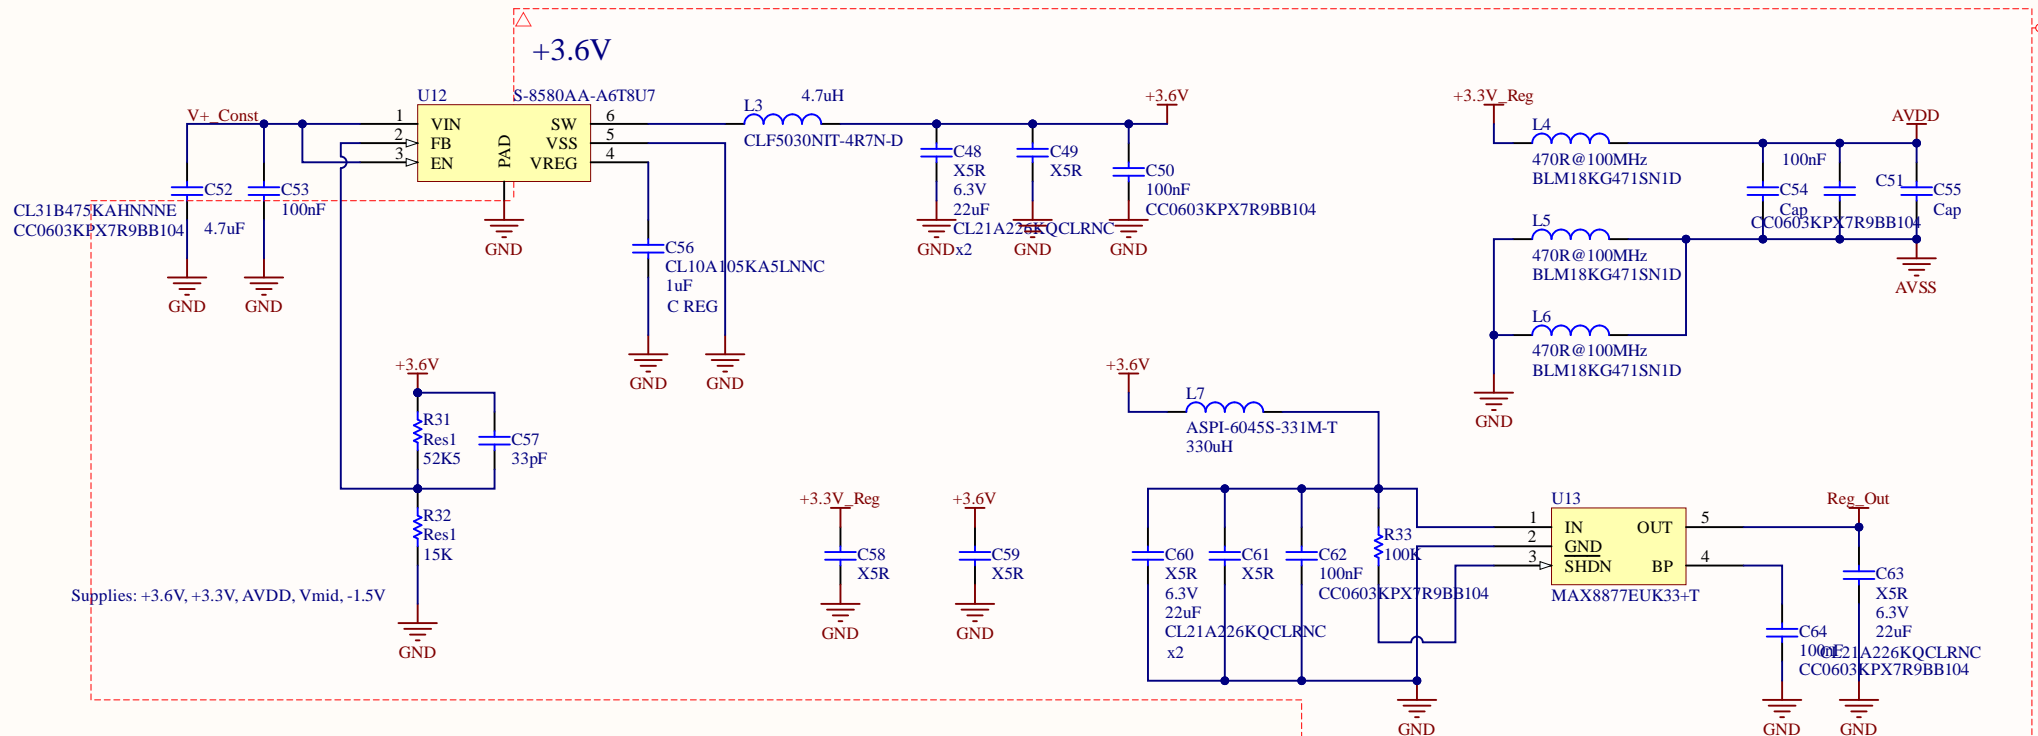 +3.6V
U12
S-8580AA-A6T8U7
V+_Const
1
2
3
VIN
FB
EN
PAD
SW
VSS
VREG
6
5
4
L3
4.7uH
CLF5030NIT-4R7N-D
+3.6V
C48
X5R
6.3V
22uF
CL21A226KQCLRNC
x2
GND
C49
X5R
GND
C50
100nF
CC0603KPX7R9BB104
GND
C52
CL31B475KAHNNNE
CC0603KPX7R9BB104
4.7uF
C53
100nF
GND
GND
GND
C56
CL10A105KA5LNNC
1uF
C REG
GND
GND
+3.3V_Reg
L4
470R@100MHz
BLM18KG471SN1D
AVDD
100nF
C54
Cap
C51
CC0603KPX7R9BB104
C55
Cap
L5
470R@100MHz
BLM18KG471SN1D
AVSS
L6
470R@100MHz
BLM18KG471SN1D
GND
+3.6V
R31
Res1
52K5
C57
33pF
R32
Res1
15K
GND
Supplies: +3.6V, +3.3V, AVDD, Vmid, -1.5V
+3.3V_Reg
C58
X5R
GND
+3.6V
C59
X5R
GND
+3.6V
L7
ASPI-6045S-331M-T
330uH
C60
X5R
6.3V
22uF
CL21A226KQCLRNC
x2
C61
X5R
C62
100nF
CC0603KPX7R9BB104
R33
100K
GND
U13
1
2
3
IN
GND
SHDN
OUT
BP
5
4
MAX8877EUK33+T
Reg_Out
C63
X5R
6.3V
22uF
CL21A226KQCLRNC
C64
100nF
CC0603KPX7R9BB104
GND
GND